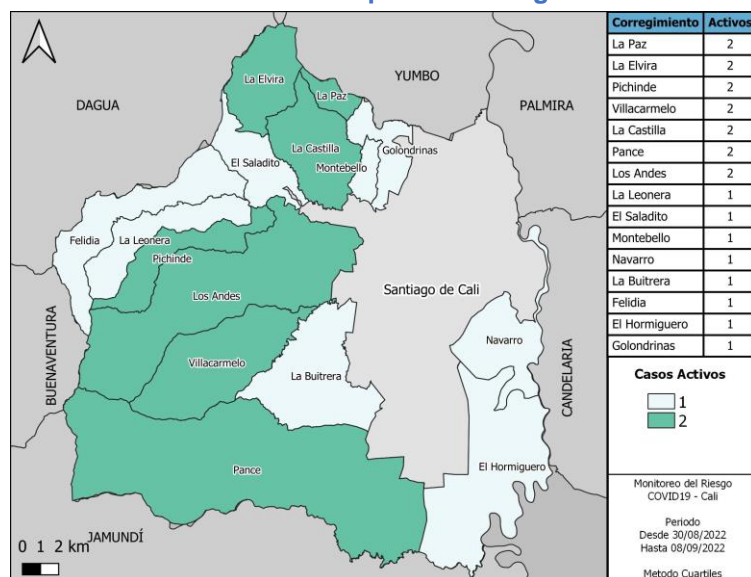 Corregimiento Activos
La Paz 2
La Elvira 2
Pichinde 2
Villacarmelo 2
La Castilla 2
Pance 2
Los Andes 2
La Leonera 1
El Saladito 1
Montebello 1
Navarro 1
La Buitrera 1
Felidia 1
El Hormiguero 1
Golondrinas 1
Casos Activos
1
2
Monitoreo del Riesgo
COVID19 - Cali
Periodo
Desde 30/08/2022
Hasta 08/09/2022
Metodo Cuartiles
YUMBO
DAGUA
PALMIRA
La Elvira
La Paz
La Castilla
Golondrinas
El Saladito
Montebello
Felidia
La Leonera
Pichinde
Los Andes
Santiago de Cali
Navarro
Villacarmelo
La Buitrera
BUENAVENTURA
CANDELARIA
El Hormiguero
Pance
JAMUNDÍ
0 1 2 km